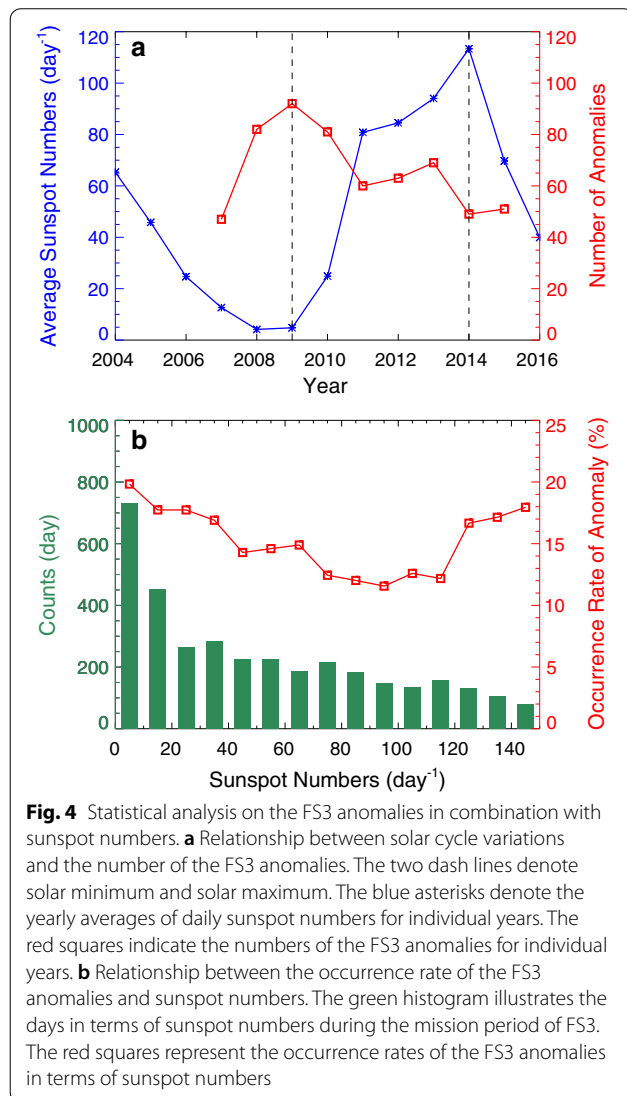 a
Average Sunspot Numbers (day-1)
120
100
80
60
40
20
0
120
100
80
60
40
20
0
Number of Anomalies
2004 2006 2008 2010 2012 2014 2016
Year
b
Counts (day)
1000
800
600
400
200
0
25
20
15
10
5
0
Occurrence Rate of Anomaly (%)
0 20 40 60 80 100 120 140
Sunspot Numbers (day-1)
Fig. 4 Statistical analysis on the FS3 anomalies in combination with
sunspot numbers. a Relationship between solar cycle variations
and the number of the FS3 anomalies. The two dash lines denote
solar minimum and solar maximum. The blue asterisks denote the
yearly averages of daily sunspot numbers for individual years. The
red squares indicate the numbers of the FS3 anomalies for individual
years. b Relationship between the occurrence rate of the FS3
anomalies and sunspot numbers. The green histogram illustrates the
days in terms of sunspot numbers during the mission period of FS3.
The red squares represent the occurrence rates of the FS3 anomalies
in terms of sunspot numbers